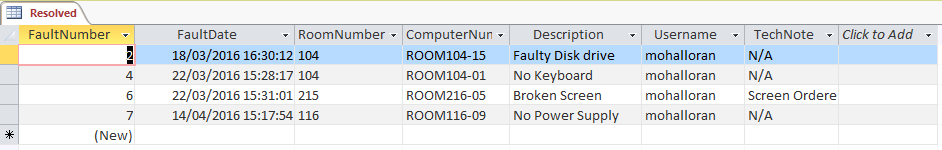 Resolved
FaultNumber FaultDate RoomNumber ComputerNum Description Username TechNote Click to Add
2 18/03/2016 16:30:12 104 ROOM104-15 Faulty Disk drive mohalloran N/A
4 22/03/2016 15:28:17 104 ROOM104-01 No Keyboard mohalloran N/A
6 22/03/2016 15:31:01 215 ROOM216-05 Broken Screen mohalloran Screen Ordere
7 14/04/2016 15:17:54 116 ROOM116-09 No Power Supply mohalloran N/A
(New)